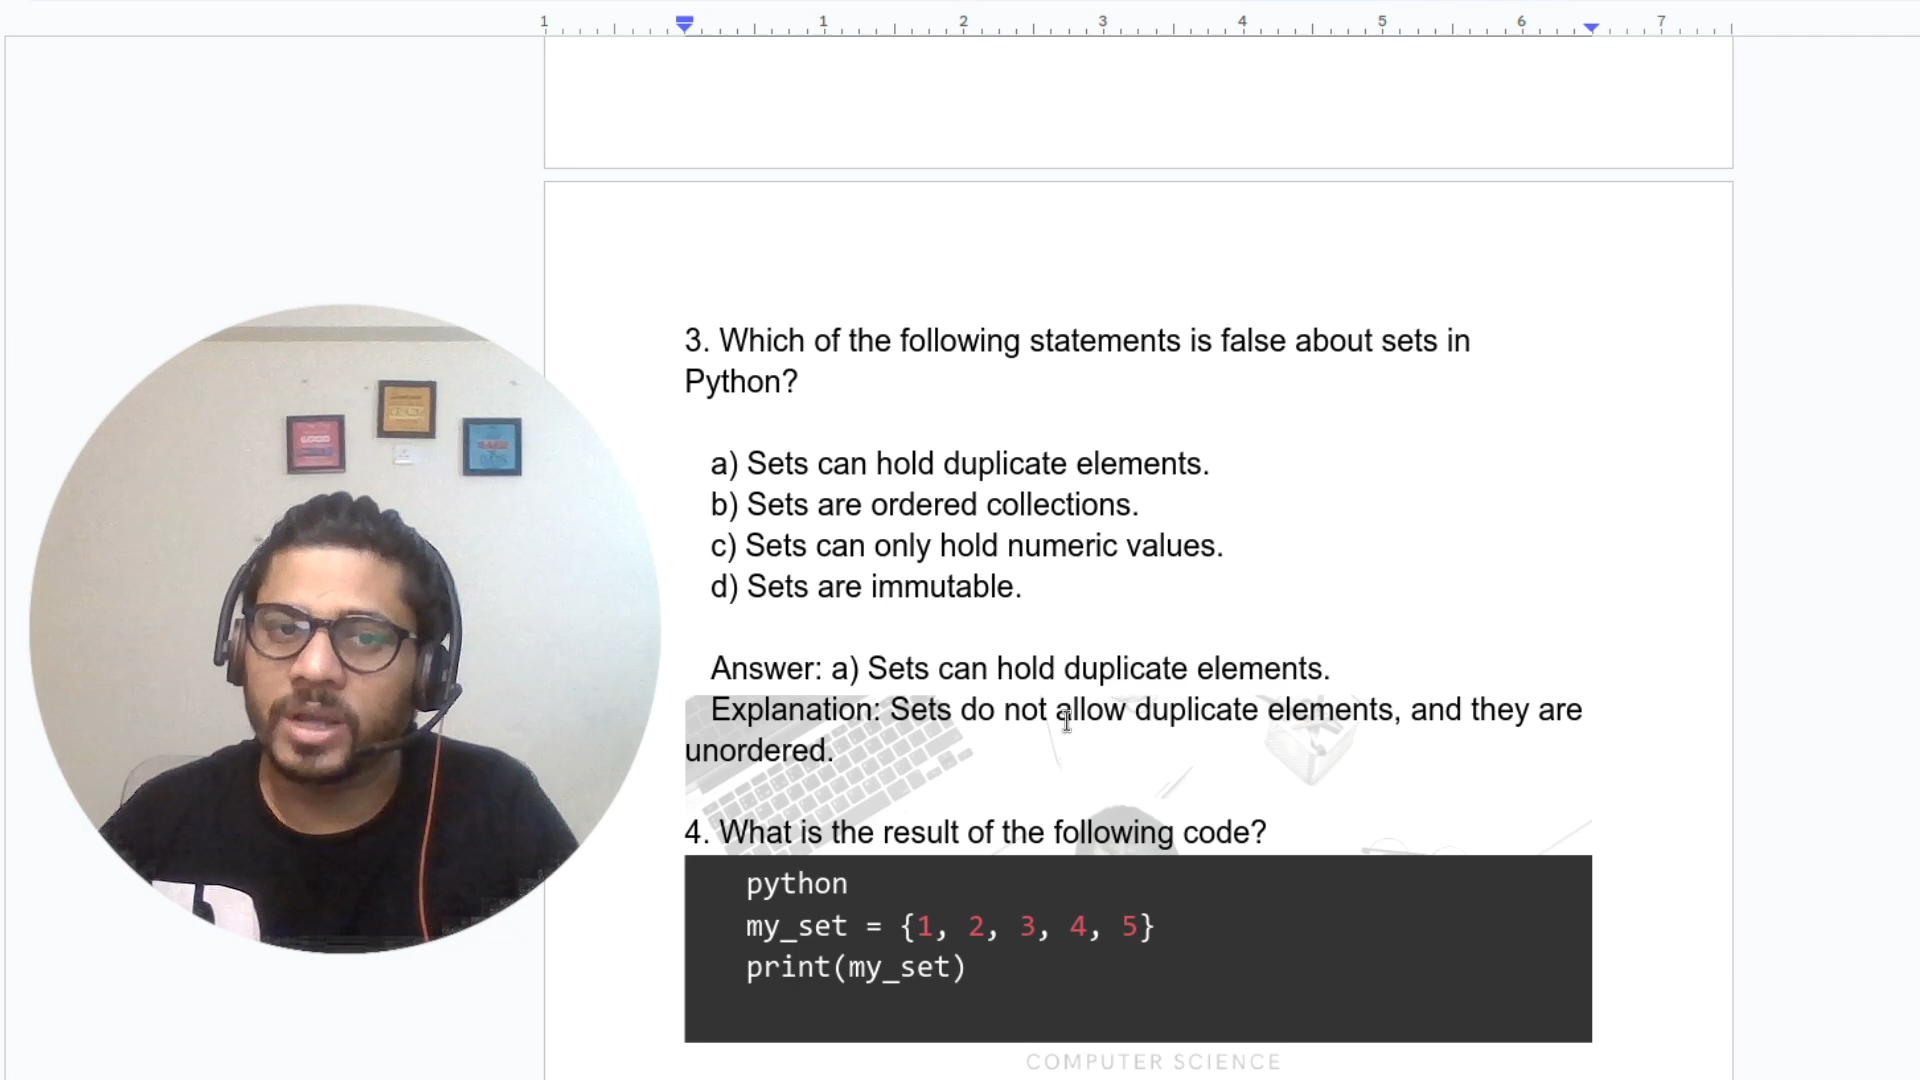 1 1 2 3 4 5 6 7
3. Which of the following statements is false about sets in
Python?
a) Sets can hold duplicate elements.
b) Sets are ordered collections.
c) Sets can only hold numeric values.
d) Sets are immutable.
Answer: a) Sets can hold duplicate elements.
Explanation: Sets do not allow duplicate elements, and they are
unordered.
4. What is the result of the following code?
python
my_set = {1, 2, 3, 4, 5}
print(my_set)
COMPUTER SCIENCE